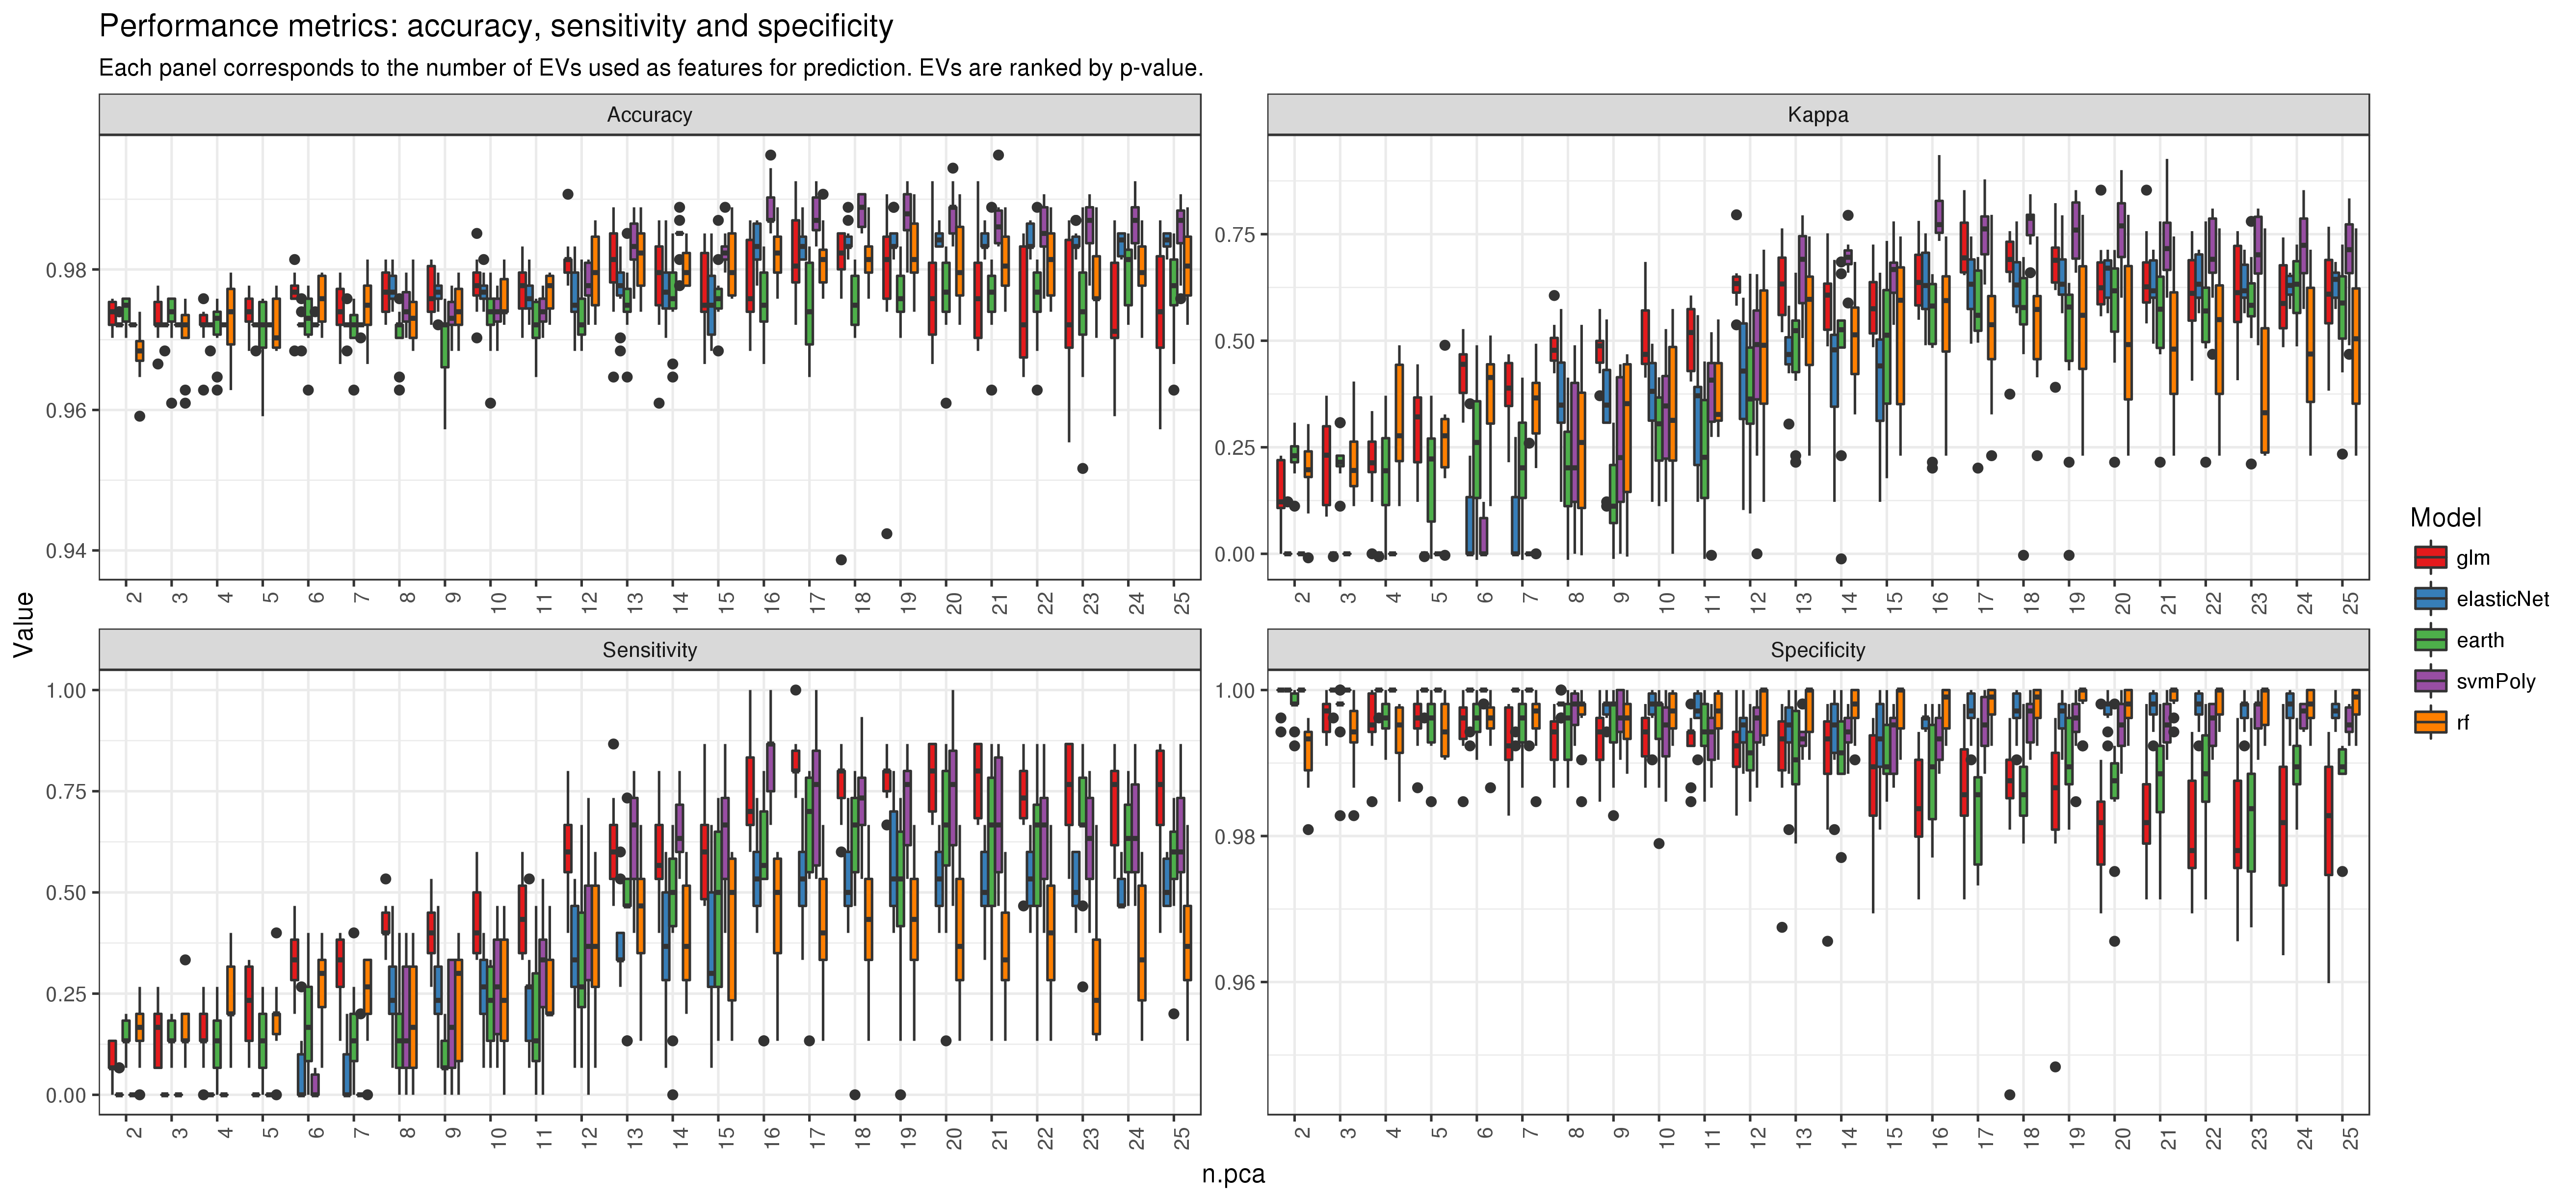 Performance metrics: accuracy, sensitivity and specificity
Each panel corresponds to the number of EVs used as features for prediction. EVs are ranked by p-value.
Accuracy
0.98
0.96
0.94
2 3 4 5 6 7 8 9 10 11 12 13 14 15 16 17 18 19 20 21 22 23 24 25
Kappa
0.75
0.50
0.25
0.00
2 3 4 5 6 7 8 9 10 11 12 13 14 15 16 17 18 19 20 21 22 23 24 25
Value
Sensitivity
1.00
0.75
0.50
0.25
0.00
2 3 4 5 6 7 8 9 10 11 12 13 14 15 16 17 18 19 20 21 22 23 24 25
Specificity
1.00
0.98
0.96
2 3 4 5 6 7 8 9 10 11 12 13 14 15 16 17 18 19 20 21 22 23 24 25
n.pca
Model
glm
elasticNet
earth
svmPoly
rf